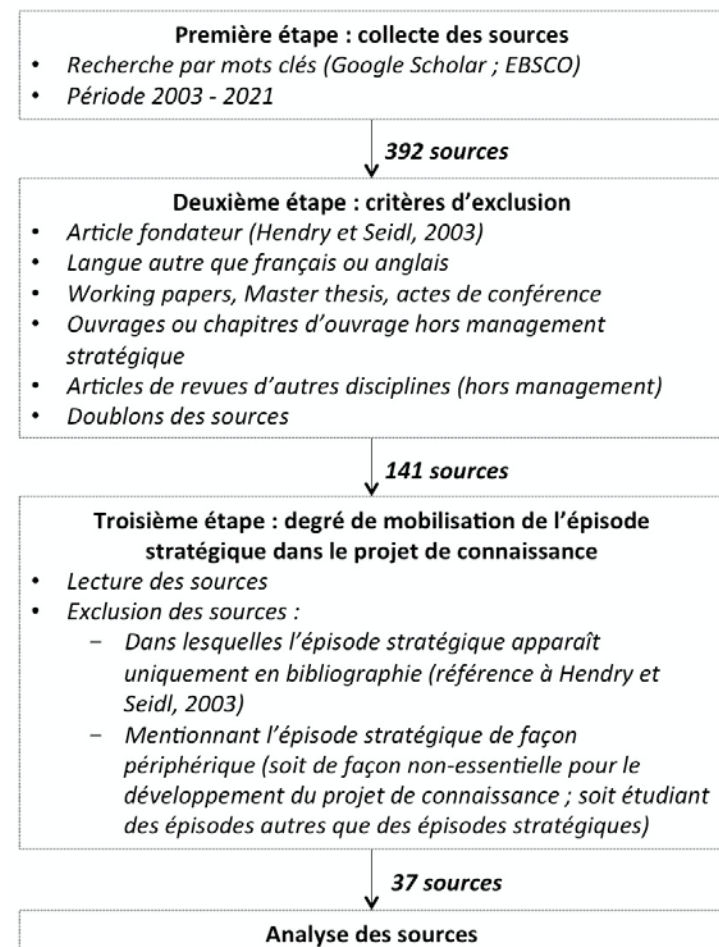 Première étape : collecte des sources
• Recherche par mots clés (Google Scholar ; EBSCO)
• Période 2003 - 2021
392 sources
Deuxième étape : critères d’exclusion
• Article fondateur (Hendry et Seidl, 2003)
• Langue autre que français ou anglais
• Working papers, Master thesis, actes de conférence
• Ouvrages ou chapitres d’ouvrage hors management
stratégique
• Articles de revues d’autres disciplines (hors management)
• Doublons des sources
141 sources
Troisième étape : degré de mobilisation de l’épisode
stratégique dans le projet de connaissance
• Lecture des sources
• Exclusion des sources :
– Dans lesquelles l’épisode stratégique apparaît
uniquement en bibliographie (référence à Hendry et
Seidl, 2003)
– Mentionnant l’épisode stratégique de façon
périphérique (soit de façon non-essentielle pour le
développement du projet de connaissance ; soit étudiant
des épisodes autres que des épisodes stratégiques)
37 sources
Analyse des sources